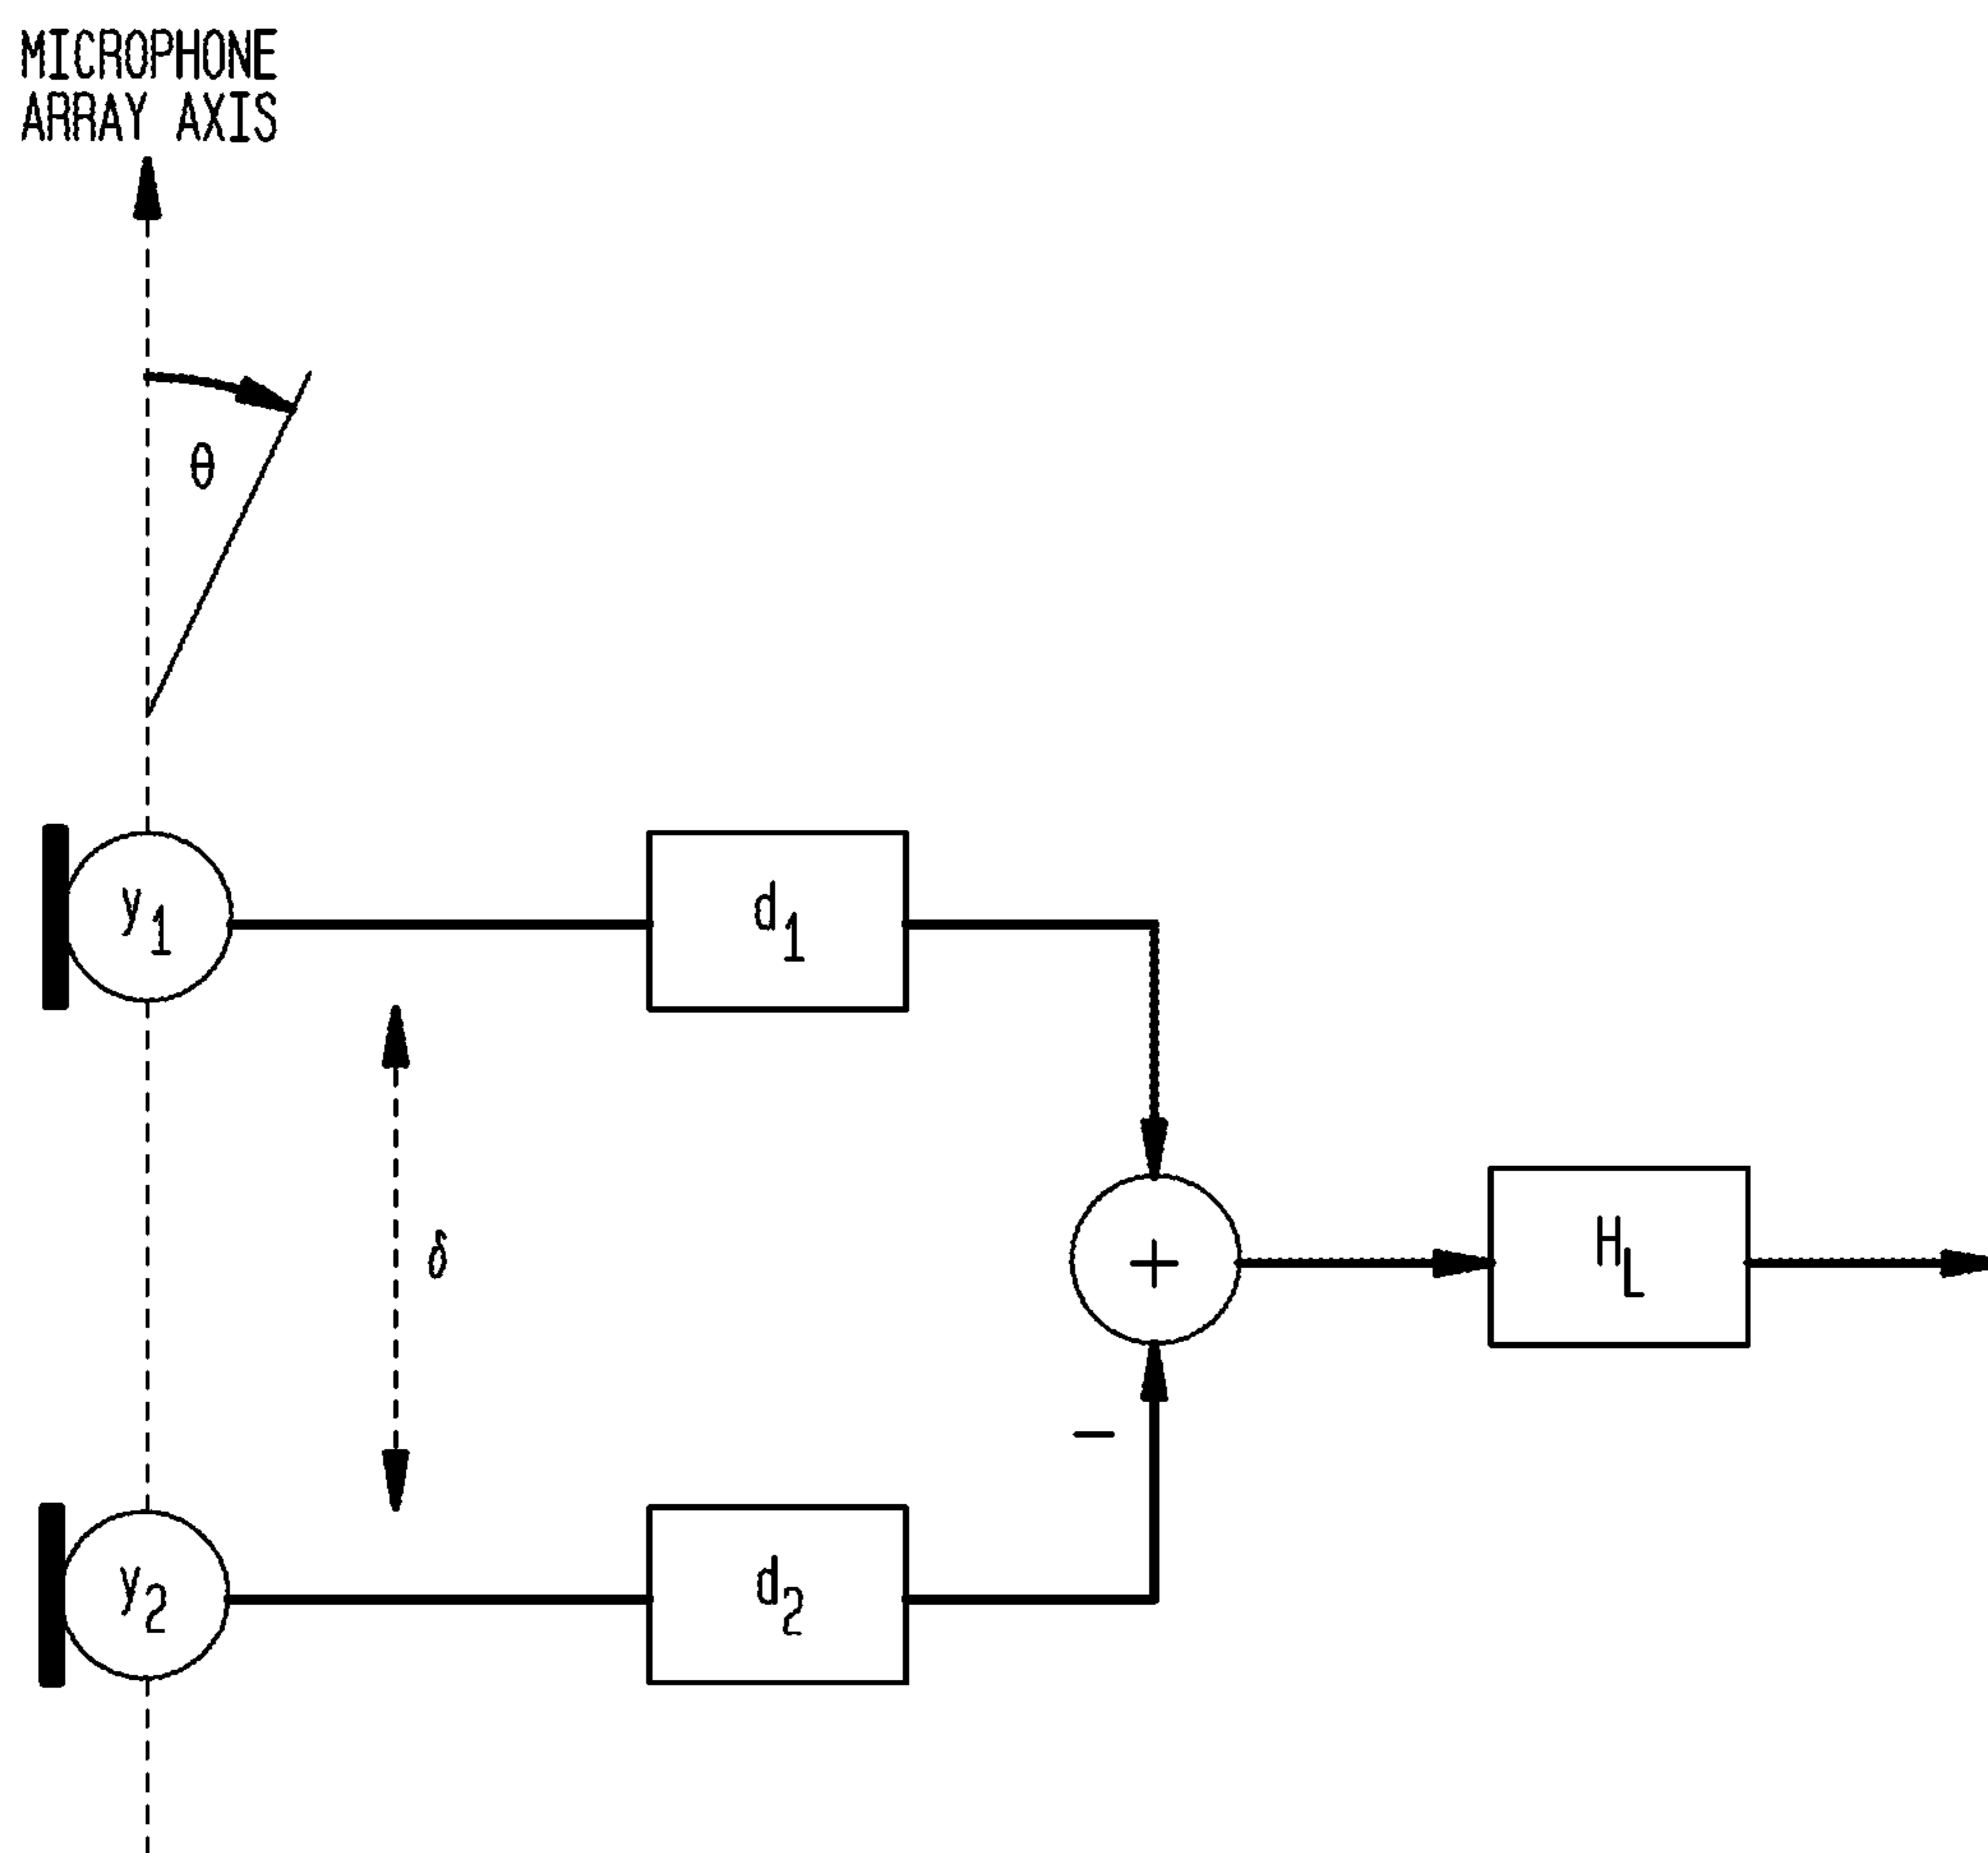 MICROPHONE
ARRAY AXIS
θ
y1
d1
δ
+
HL
−
y2
d2